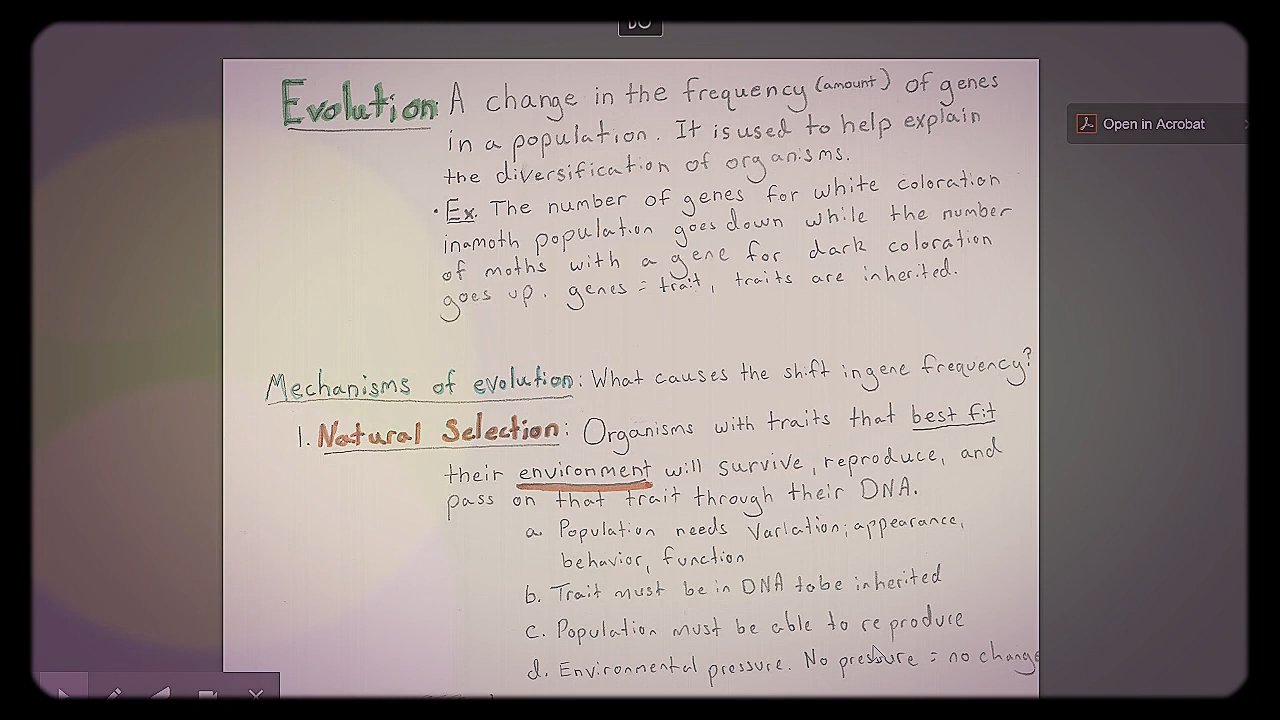 Evolution: A change in the frequency (amount) of genes
in a population. It is used to help explain
the diversification of organisms.
• Ex. The number of genes for white coloration
in a moth population goes down while the number
of moths with a gene for dark coloration
goes up. genes = trait, traits are inherited.
Mechanisms of evolution: What causes the shift in gene frequency?
1. Natural Selection: Organisms with traits that best fit
their environment will survive, reproduce, and
pass on that trait through their DNA.
a. Population needs Variation; appearance,
behavior, function
b. Trait must be in DNA to be inherited
c. Population must be able to reproduce
d. Environmental pressure. No pressure = no change
Open in Acrobat